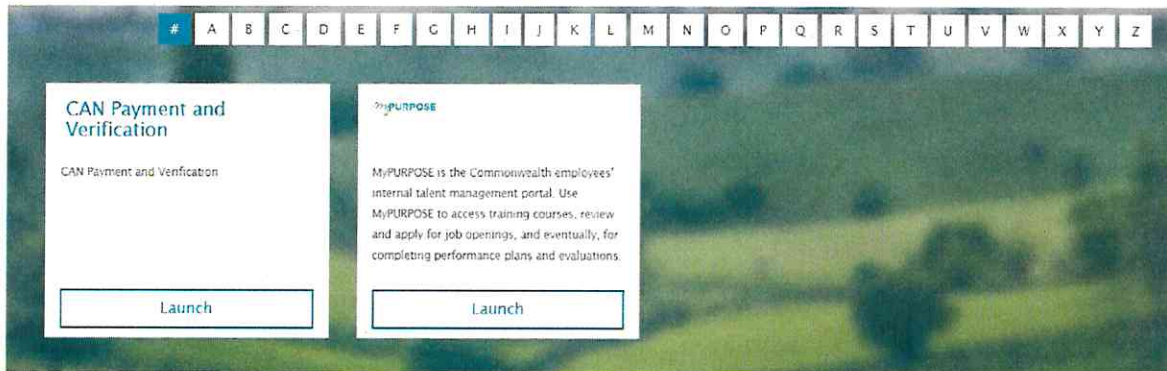 # A B C D E F G H I J K L M N O P Q R S T U V W X Y Z
CAN Payment and
Verification
CAN Payment and Verification
Launch
myPURPOSE
MyPURPOSE is the Commonwealth employees'
internal talent management portal. Use
MyPURPOSE to access training courses, review
and apply for job openings, and eventually, for
completing performance plans and evaluations.
Launch